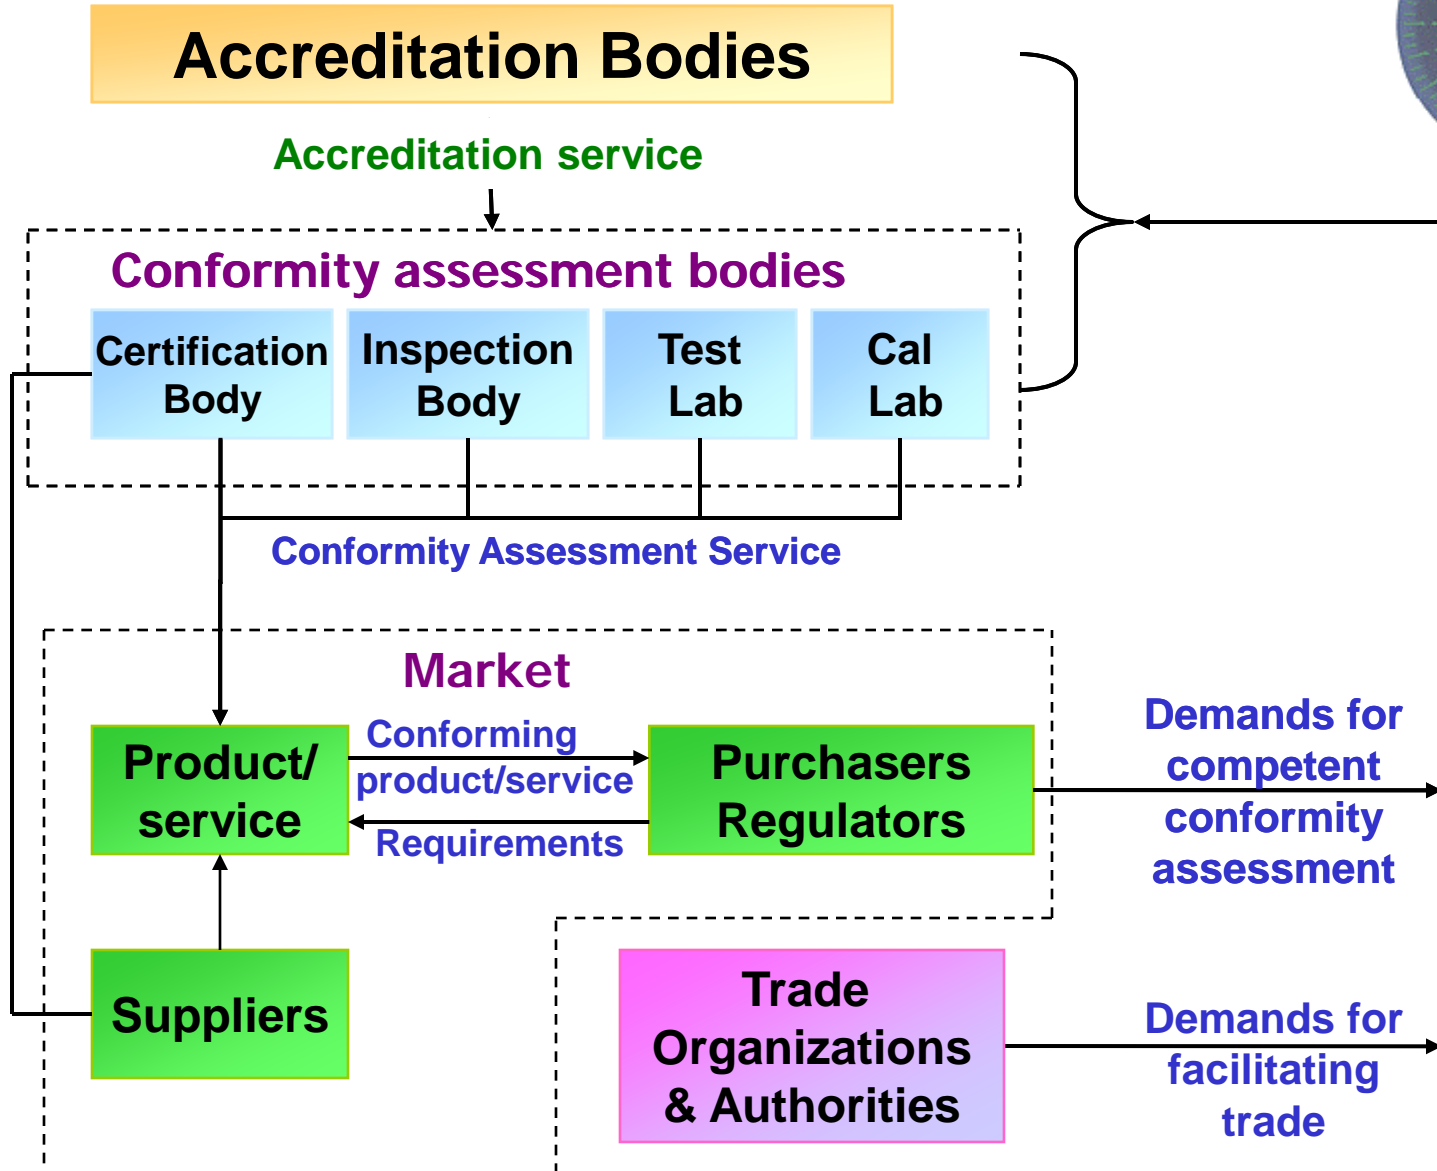 Accreditation Bodies
Accreditation service
Conformity assessment bodies
Certification
Body
Inspection
Body
Test
Lab
Cal
Lab
Conformity Assessment Service
Market
Product/
service
Conforming
product/service
Requirements
Purchasers
Regulators
Demands for
competent
conformity
assessment
Suppliers
Trade
Organizations
& Authorities
Demands for
facilitating
trade